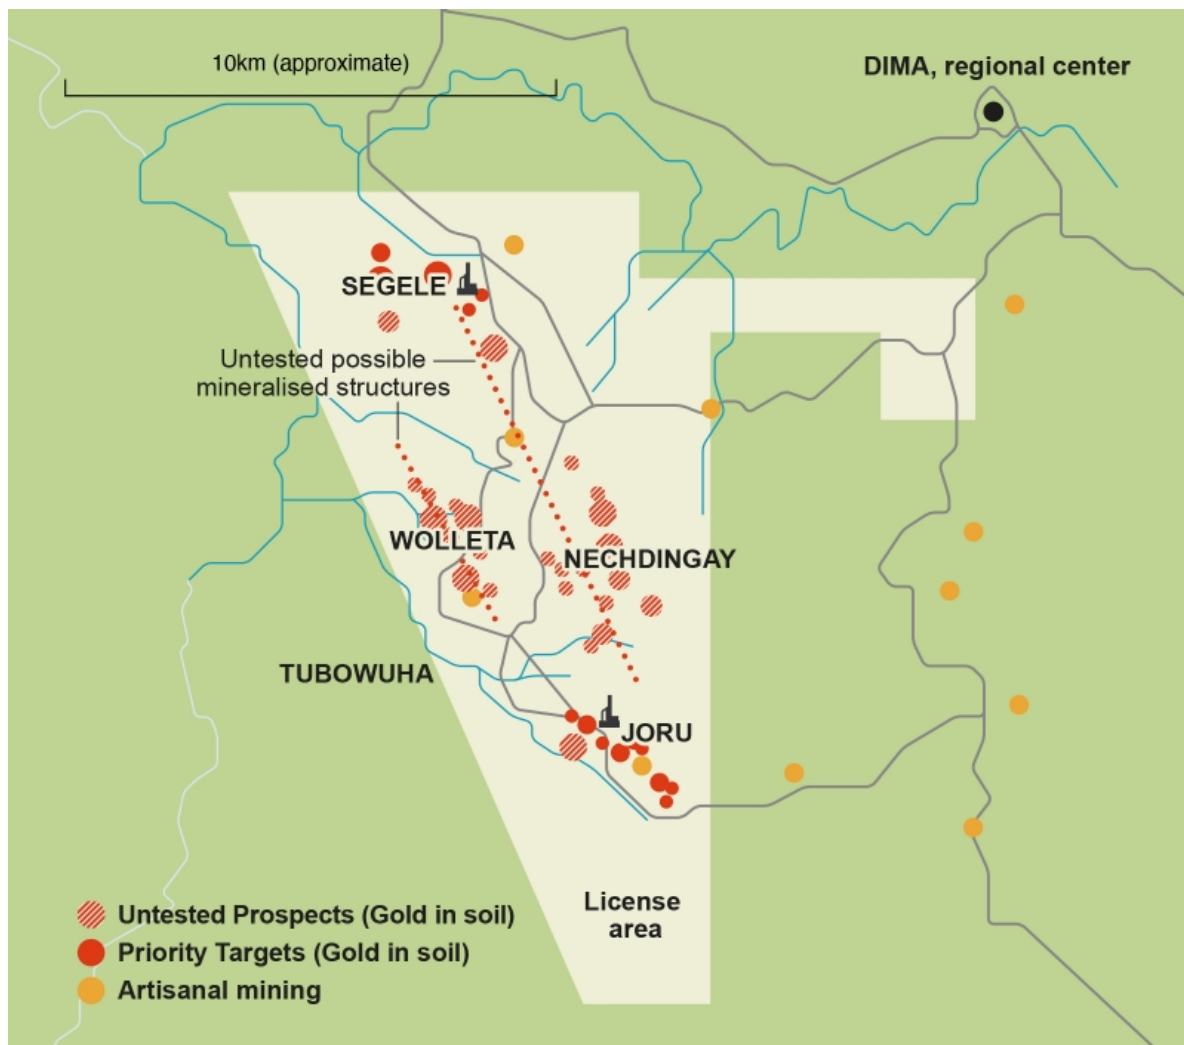 10km (approximate)
DIMA, regional center
SEGELE
Untested possible
mineralised structures
WOLLETA
NECHDINGAY
TUBOWUHA
JORU
License
area
Untested Prospects (Gold in soil)
Priority Targets (Gold in soil)
Artisanal mining